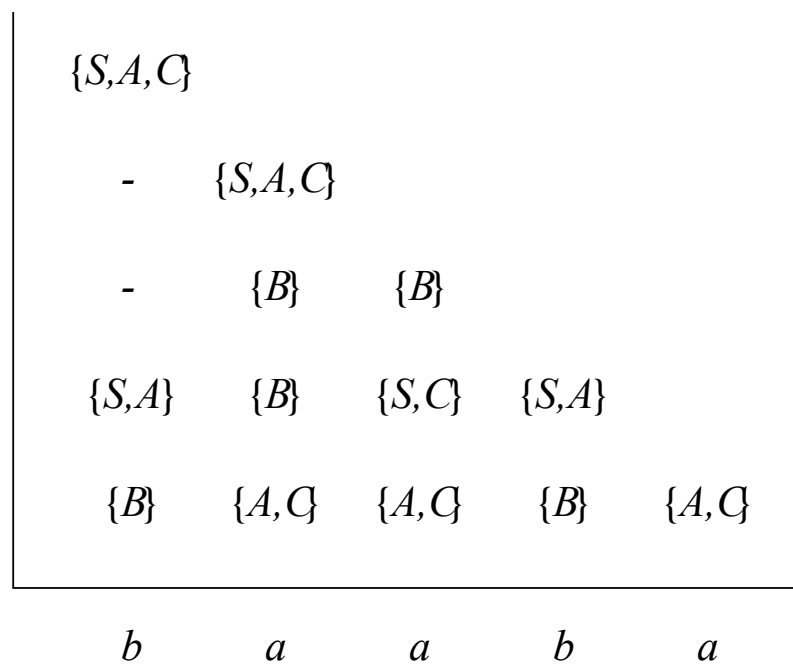 {S,A,C}
- {S,A,C}
- {B} {B}
{S,A} {B} {S,C} {S,A}
{B} {A,C} {A,C} {B} {A,C}
b a a b a